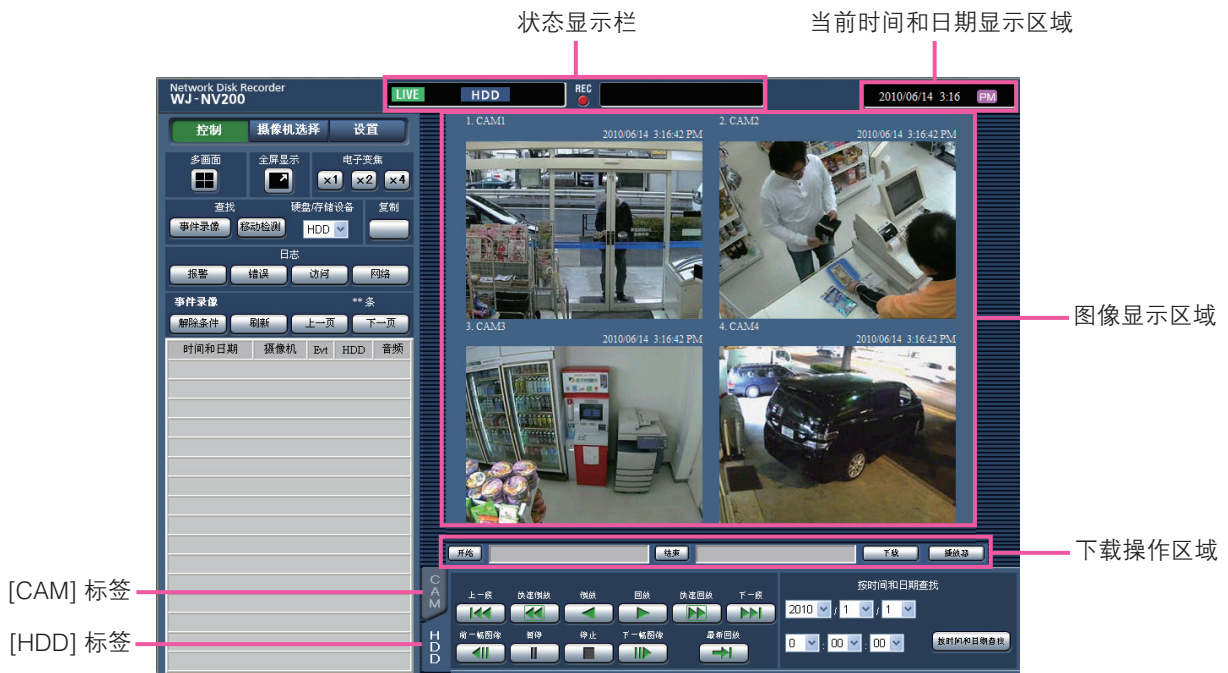 状态显示栏
当前时间和日期显示区域
Network Disk Recorder
WJ-NV200
LIVE HDD REC
2010/06/14 3:16 PM
控制 摄像机选择 设置
多画面 全屏显示 电子变焦
×1 ×2 ×4
查找 硬盘/存储设备 复制
事件录像 移动检测 HDD
日志
报警 错误 访问 网络
事件录像 ** 条
解除条件 刷新 上一页 下一页
时间和日期 摄像机 Evt HDD 音频
1. CAM1
2010/06/14 3:16:42 PM
2. CAM2
2010/06/14 3:16:42 PM
3. CAM3
2010/06/14 3:16:42 PM
4. CAM4
2010/06/14 3:16:42 PM
图像显示区域
开始 结束 下载 播放器
下载操作区域
[CAM] 标签
[HDD] 标签
CAM
HDD
上一段 快速倒放 倒放 回放 快速回放 下一段
前一幅图像 暂停 停止 下一幅图像 最新回放
按时间和日期查找
2010 / 1 / 1
0 : 00 : 00 按时间和日期查找